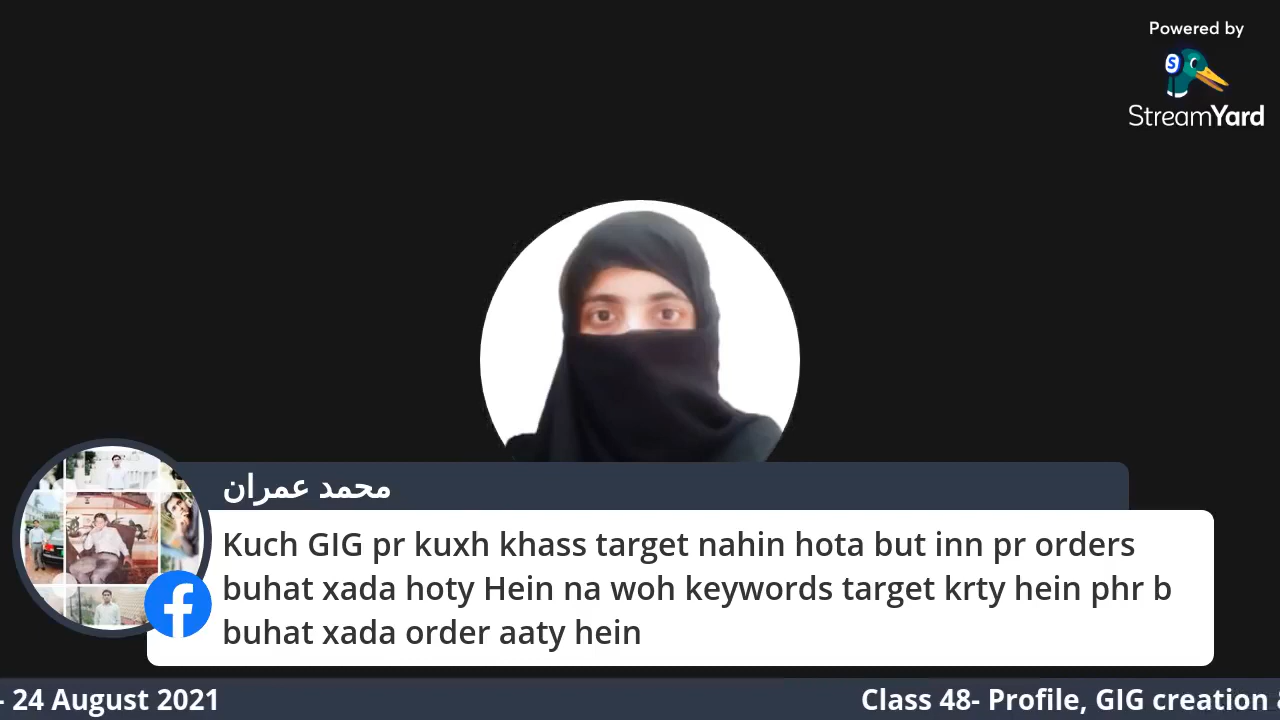 Powered by
StreamYard
محمد عمران
Kuch GIG pr kuxh khass target nahin hota but inn pr orders
buhat xada hoty Hein na woh keywords target krty hein phr b
buhat xada order aaty hein
- 24 August 2021
Class 48- Profile, GIG creation